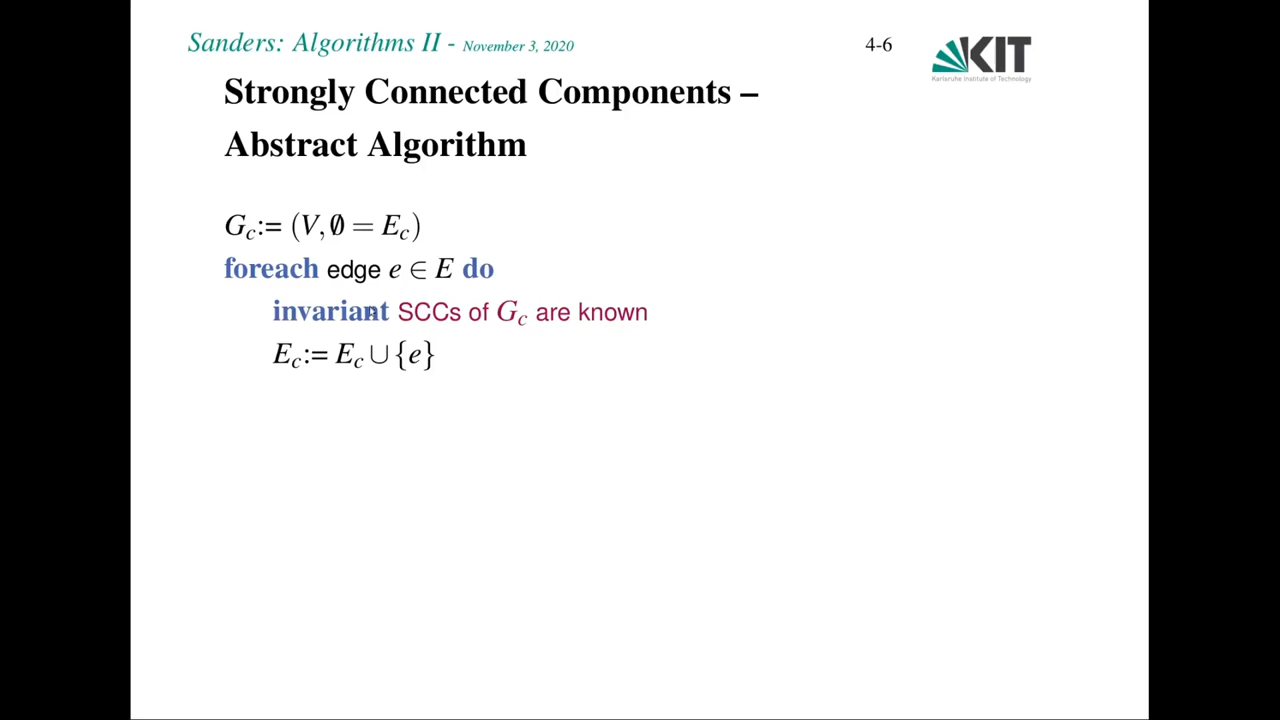 Sanders: Algorithms II - November 3, 2020
4-6
KIT
Karlsruhe Institute of Technology
Strongly Connected Components –
Abstract Algorithm
G_c:= (V, ∅ = E_c)
foreach edge e ∈ E do
invariant SCCs of G_c are known
E_c:= E_c ∪ {e}